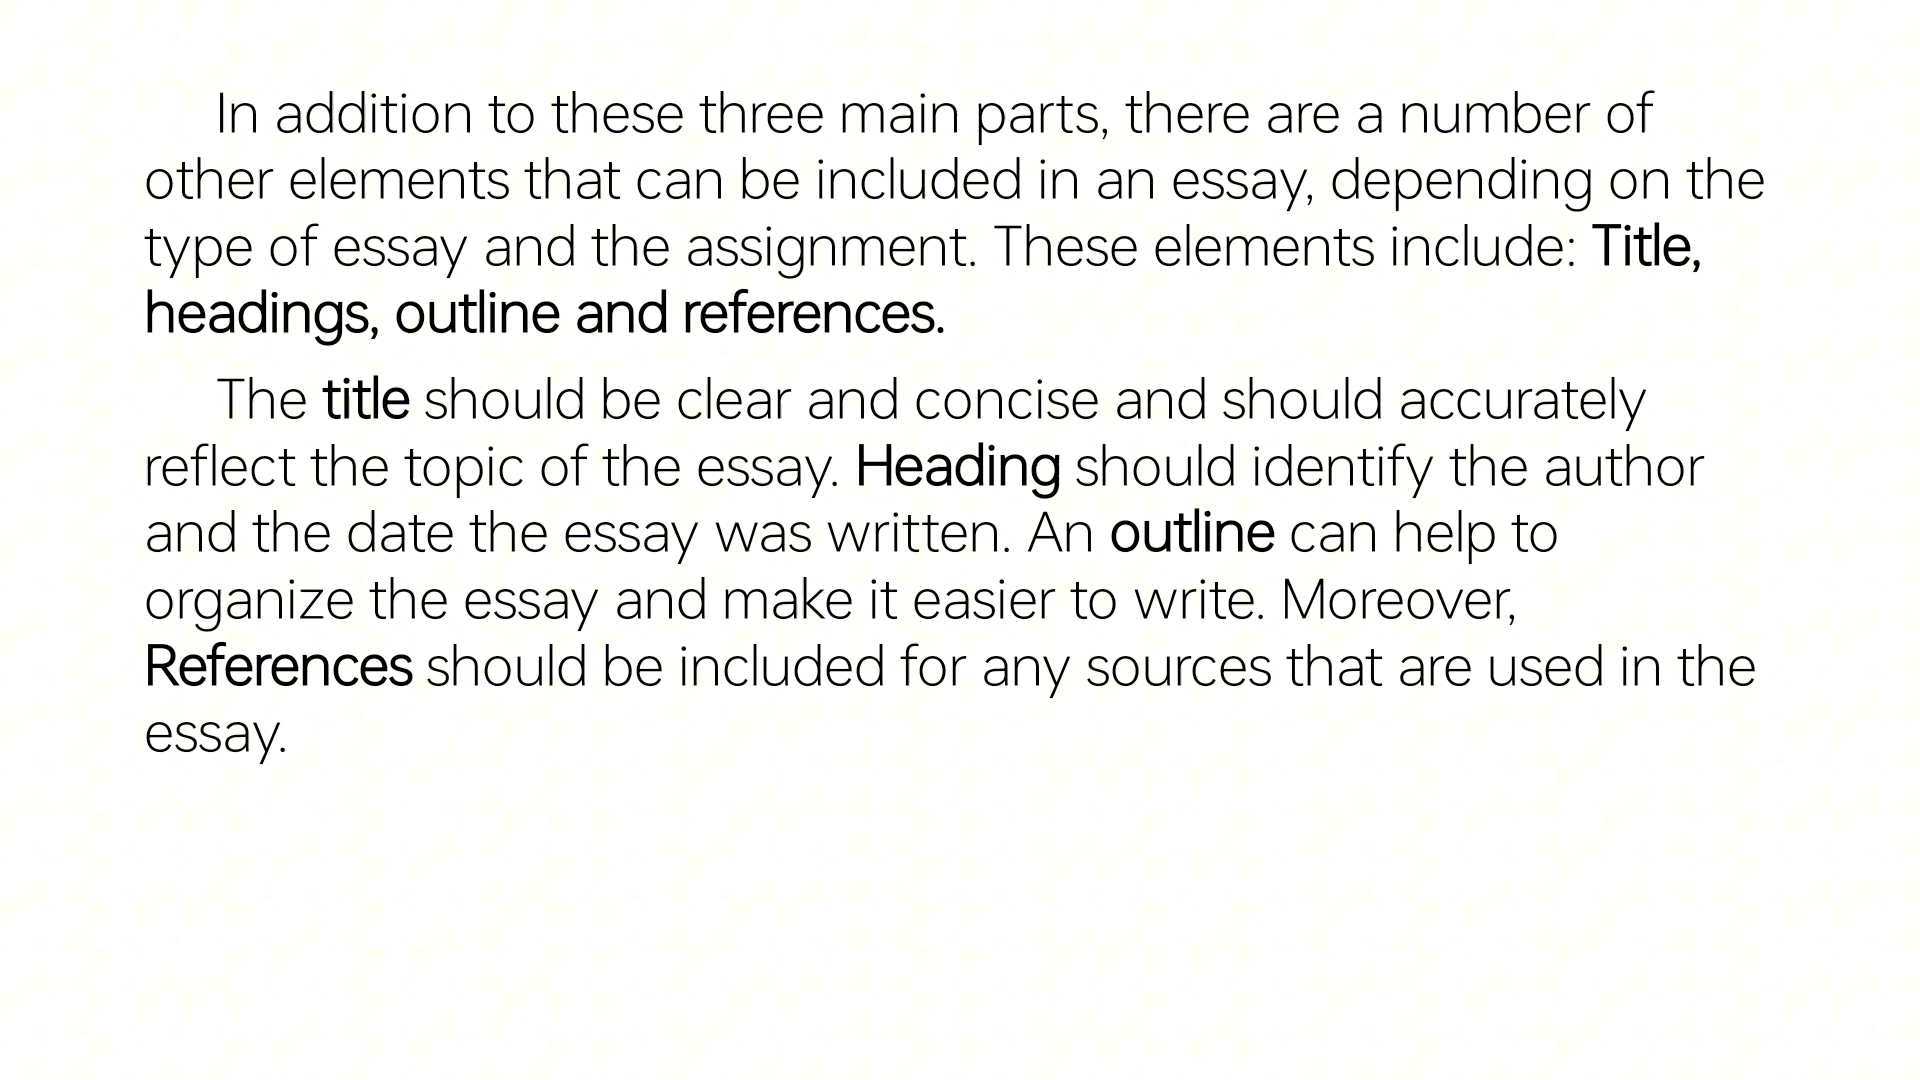 In addition to these three main parts, there are a number of
other elements that can be included in an essay, depending on the
type of essay and the assignment. These elements include: Title,
headings, outline and references.
The title should be clear and concise and should accurately
reflect the topic of the essay. Heading should identify the author
and the date the essay was written. An outline can help to
organize the essay and make it easier to write. Moreover,
References should be included for any sources that are used in the
essay.